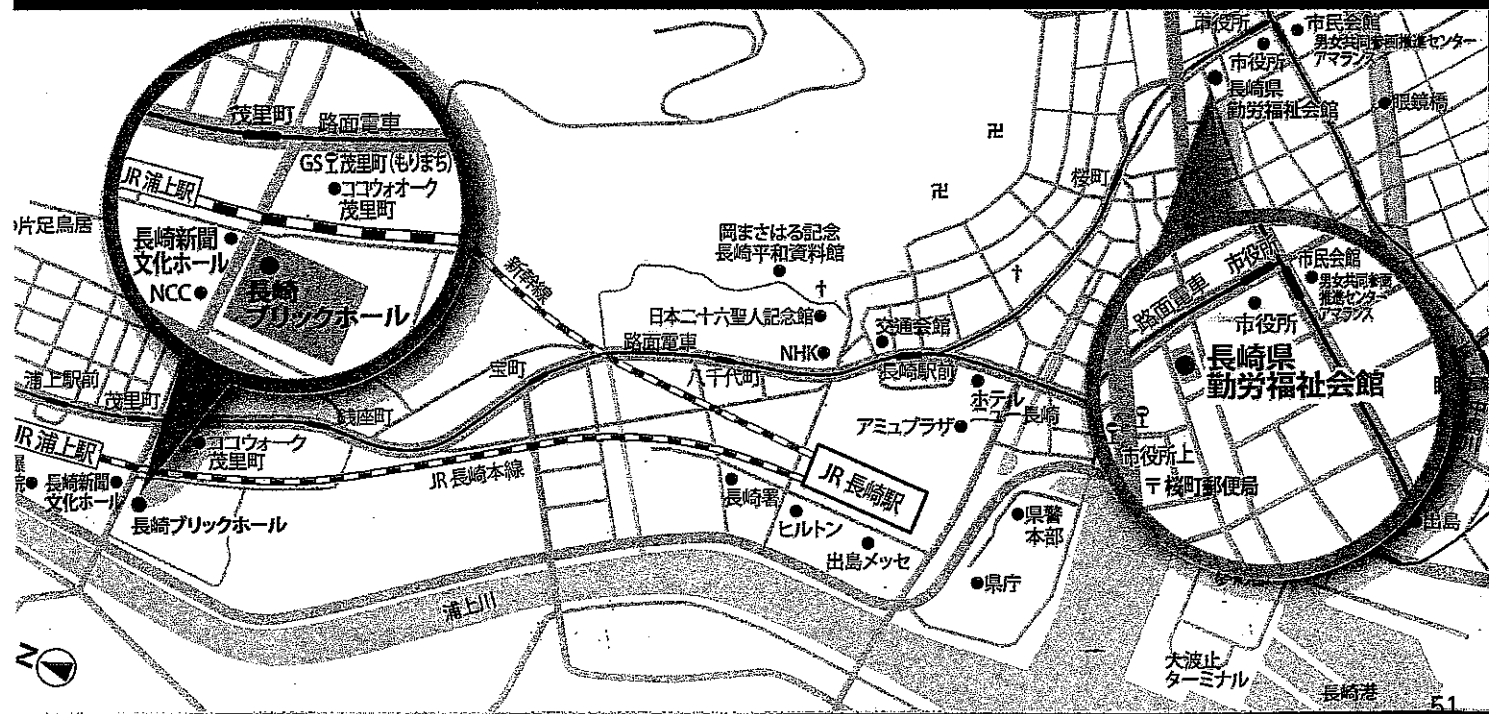 茂里町
路面電車
GS〒茂里町(もりまち)
ココウォオーク
茂里町
JR浦上駅
長崎新聞
文化ホール
NCC
長崎
ブリックホール
片足鳥居
浦上駅前
茂里町
JR浦上駅
ココウォーク
茂里町
銭座町
宝町
長崎新聞
文化ホール
長崎ブリックホール
JR長崎本線
新幹線
路面電車
八千代町
岡まさはる記念
長崎平和資料館
日本二十六聖人記念館
NHK
交通会館
長崎駅前
桜町
卍
卍
ホテル
ニュー長崎
アミュプラザ
JR長崎駅
長崎署
ヒルトン
出島メッセ
県警
本部
県庁
浦上川
市役所
市民会館
男女共同参画推進センター
アマランス
市役所
長崎県
勤労福祉会館
眼鏡橋
路面電車
市役所
市民会館
男女共同参画
推進センター
アマランス
市役所
長崎県
勤労福祉会館
市役所上
〒桜町郵便局
出島
大波止
ターミナル
長崎港
N
51